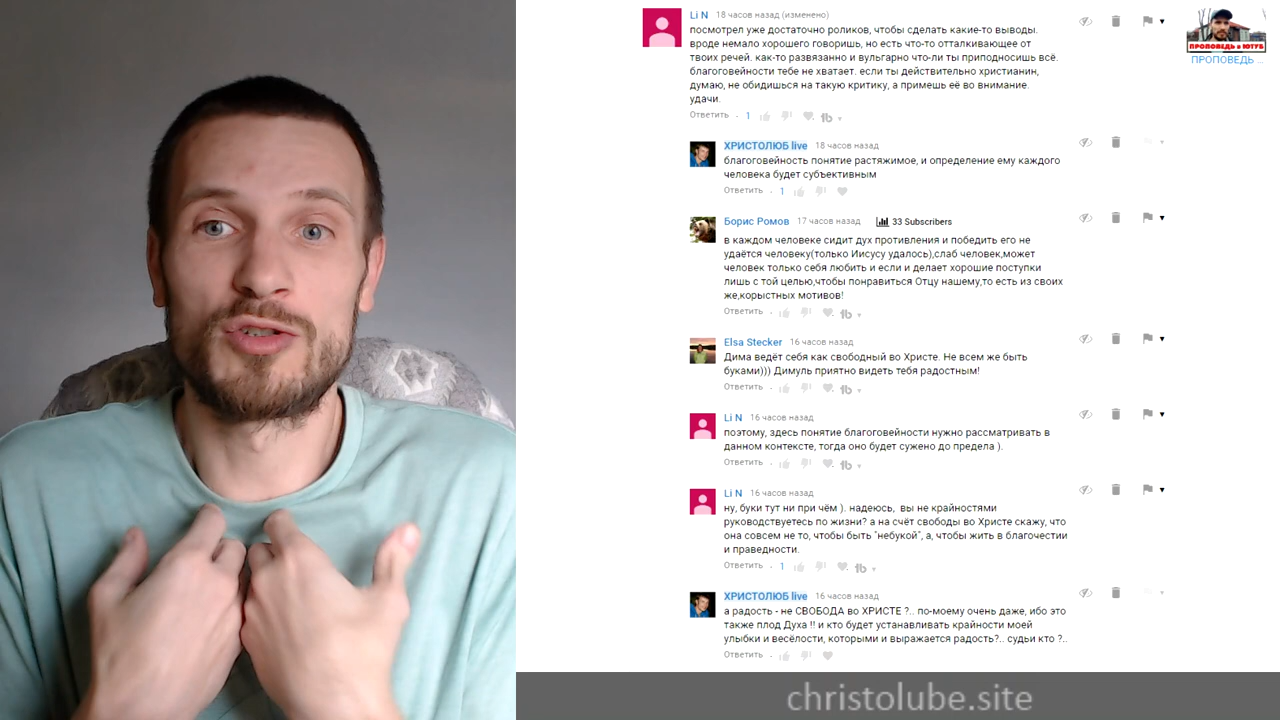 Li N 18 часов назад (изменено)
посмотрел уже достаточно роликов, чтобы сделать какие-то выводы.
вроде немало хорошего говоришь, но есть что-то отталкивающее от
твоих речей. как-то развязанно и вульгарно что-ли ты приподносишь всё.
благоговейности тебе не хватает. если ты действительно христианин,
думаю, не обидишься на такую критику, а примешь её во внимание.
удачи.
Ответить · 1
ПРОПОВЕДЬ в ЮТУБ
ПРОПОВЕДЬ ...
ХРИСТОЛЮБ live 18 часов назад
благоговейность понятие растяжимое, и определение ему каждого
человека будет субъективным
Ответить · 1
Борис Ромов 17 часов назад 33 Subscribers
в каждом человеке сидит дух противления и победить его не
удаётся человеку(только Иисусу удалось),слаб человек,может
человек только себя любить и если и делает хорошие поступки
лишь с той целью,чтобы понравиться Отцу нашему,то есть из своих
же,корыстных мотивов!
Ответить ·
Elsa Stecker 16 часов назад
Дима ведёт себя как свободный во Христе. Не всем же быть
буками))) Димуль приятно видеть тебя радостным!
Ответить ·
Li N 16 часов назад
поэтому, здесь понятие благоговейности нужно рассматривать в
данном контексте, тогда оно будет сужено до предела ).
Ответить ·
Li N 16 часов назад
ну, буки тут ни при чём ). надеюсь, вы не крайностями
руководствуетесь по жизни? а на счёт свободы во Христе скажу, что
она совсем не то, чтобы быть "небукой", а, чтобы жить в благочестии
и праведности.
Ответить · 1
ХРИСТОЛЮБ live 16 часов назад
а радость - не СВОБОДА во ХРИСТЕ ?.. по-моему очень даже, ибо это
также плод Духа !! и кто будет устанавливать крайности моей
улыбки и весёлости, которыми и выражается радость?.. судьи кто ?..
Ответить ·
christolube.site